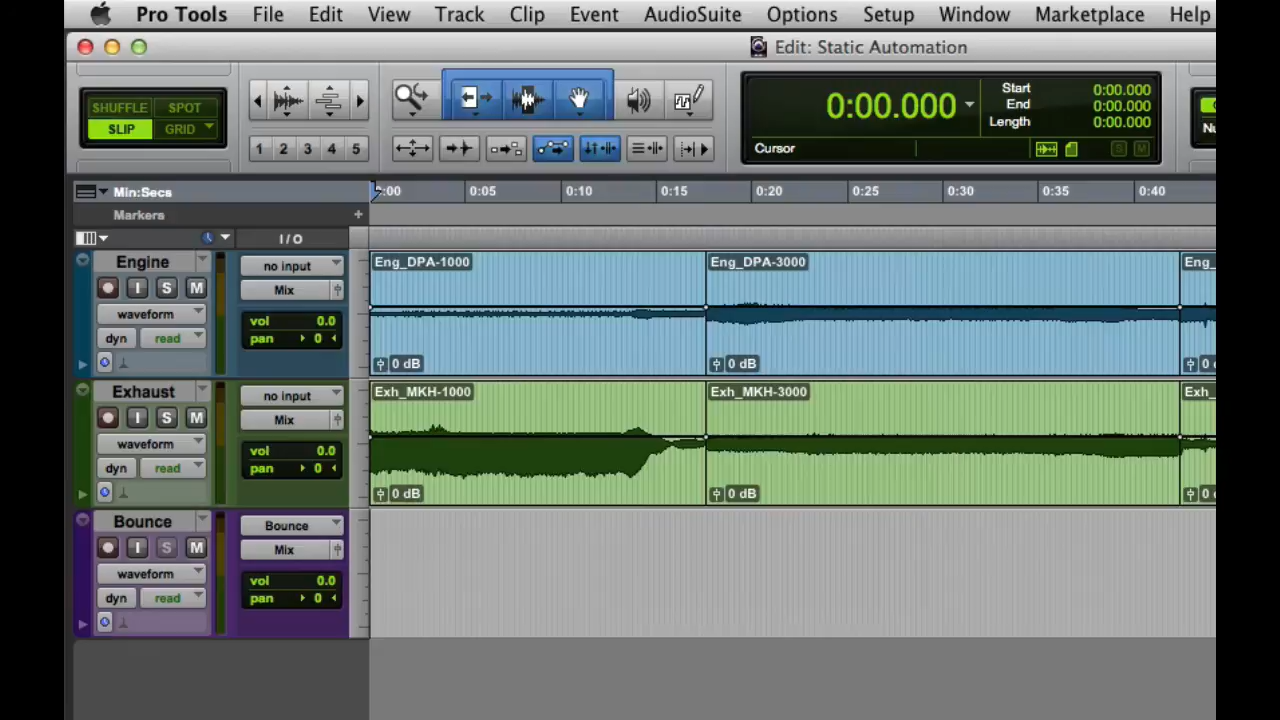 Pro Tools File Edit View Track Clip Event AudioSuite Options Setup Window Marketplace Help
Edit: Static Automation
SHUFFLE SPOT
SLIP GRID
1 2 3 4 5
0:00.000
Start 0:00.000
End 0:00.000
Length 0:00.000
Cursor
S M
Min:Secs
:00 0:05 0:10 0:15 0:20 0:25 0:30 0:35 0:40
Markers +
I / O
Engine
I S M
waveform
dyn read
no input
Mix
vol 0.0
pan 0
Eng_DPA-1000
0 dB
Eng_DPA-3000
0 dB
Eng_
0
Exhaust
I S M
waveform
dyn read
no input
Mix
vol 0.0
pan 0
Exh_MKH-1000
0 dB
Exh_MKH-3000
0 dB
Exh_
0
Bounce
I S M
waveform
dyn read
Bounce
Mix
vol 0.0
pan 0